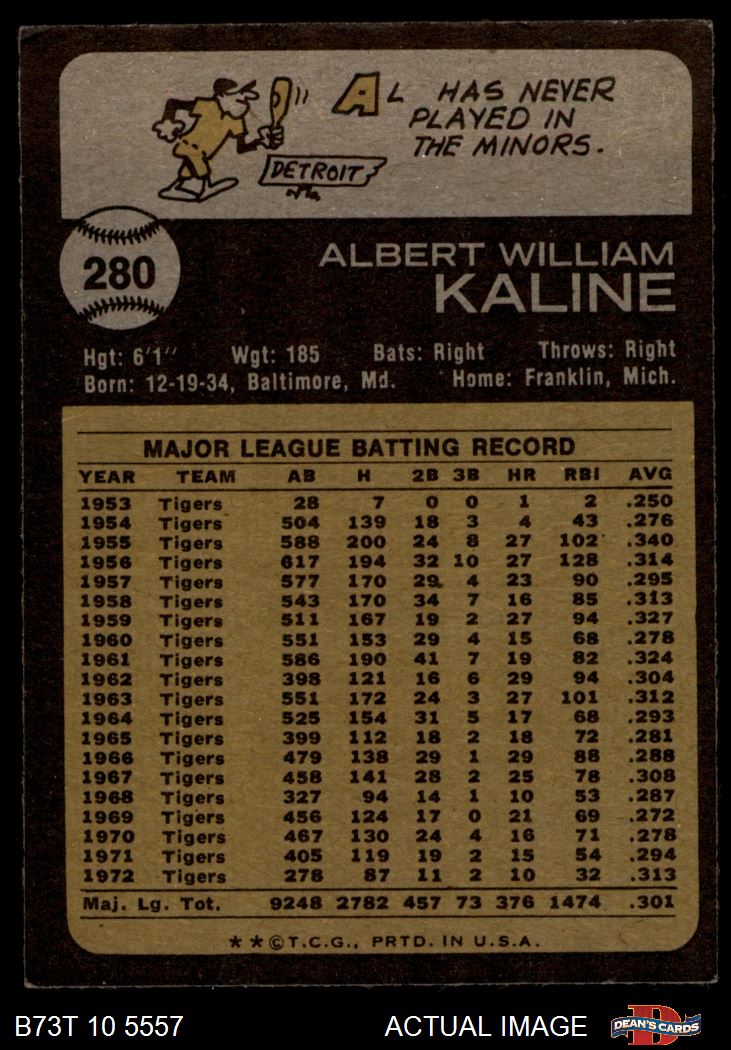 AL HAS NEVER
PLAYED IN
THE MINORS.
DETROIT
280
ALBERT WILLIAM
KALINE
Hgt: 6'1" Wgt: 185 Bats: Right Throws: Right
Born: 12-19-34, Baltimore, Md. Home: Franklin, Mich.
MAJOR LEAGUE BATTING RECORD
YEAR TEAM AB H 2B 3B HR RBI AVG
1953 Tigers 28 7 0 0 1 2 .250
1954 Tigers 504 139 18 3 4 43 .276
1955 Tigers 588 200 24 8 27 102 .340
1956 Tigers 617 194 32 10 27 128 .314
1957 Tigers 577 170 29 4 23 90 .295
1958 Tigers 543 170 34 7 16 85 .313
1959 Tigers 511 167 19 2 27 94 .327
1960 Tigers 551 153 29 4 15 68 .278
1961 Tigers 586 190 41 7 19 82 .324
1962 Tigers 398 121 16 6 29 94 .304
1963 Tigers 551 172 24 3 27 101 .312
1964 Tigers 525 154 31 5 17 68 .293
1965 Tigers 399 112 18 2 18 72 .281
1966 Tigers 479 138 29 1 29 88 .288
1967 Tigers 458 141 28 2 25 78 .308
1968 Tigers 327 94 14 1 10 53 .287
1969 Tigers 456 124 17 0 21 69 .272
1970 Tigers 467 130 24 4 16 71 .278
1971 Tigers 405 119 19 2 15 54 .294
1972 Tigers 278 87 11 2 10 32 .313
Maj. Lg. Tot. 9248 2782 457 73 376 1474 .301
★ ★ © T.C.G., PRTD. IN U.S.A.
B73T 10 5557 ACTUAL IMAGE DEAN'S CARDS